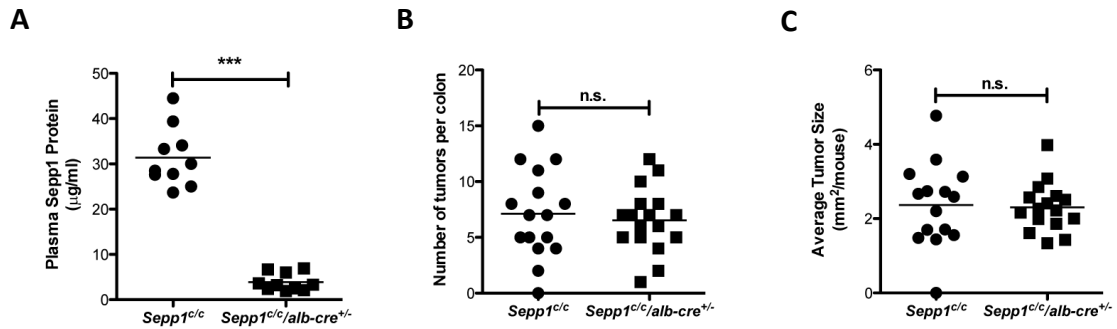 A
Plasma Sepp1 Protein
(µg/ml)
50
40
30
20
10
0
***
Sepp1c/c
Sepp1c/c/alb-cre+/-
B
Number of tumors per colon
20
15
10
5
0
n.s.
Sepp1c/c
Sepp1c/c/alb-cre+/-
C
Average Tumor Size
(mm2/mouse)
6
4
2
0
n.s.
Sepp1c/c
Sepp1c/c/alb-cre+/-